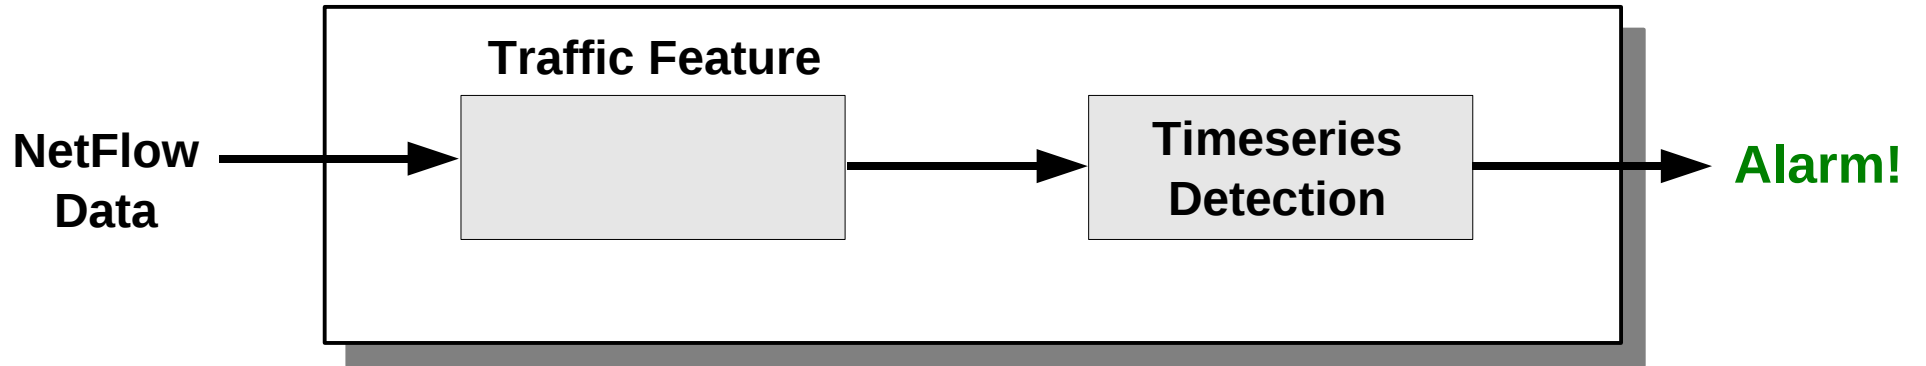 Traffic Feature
NetFlow
Data
Timeseries
Detection
Alarm!